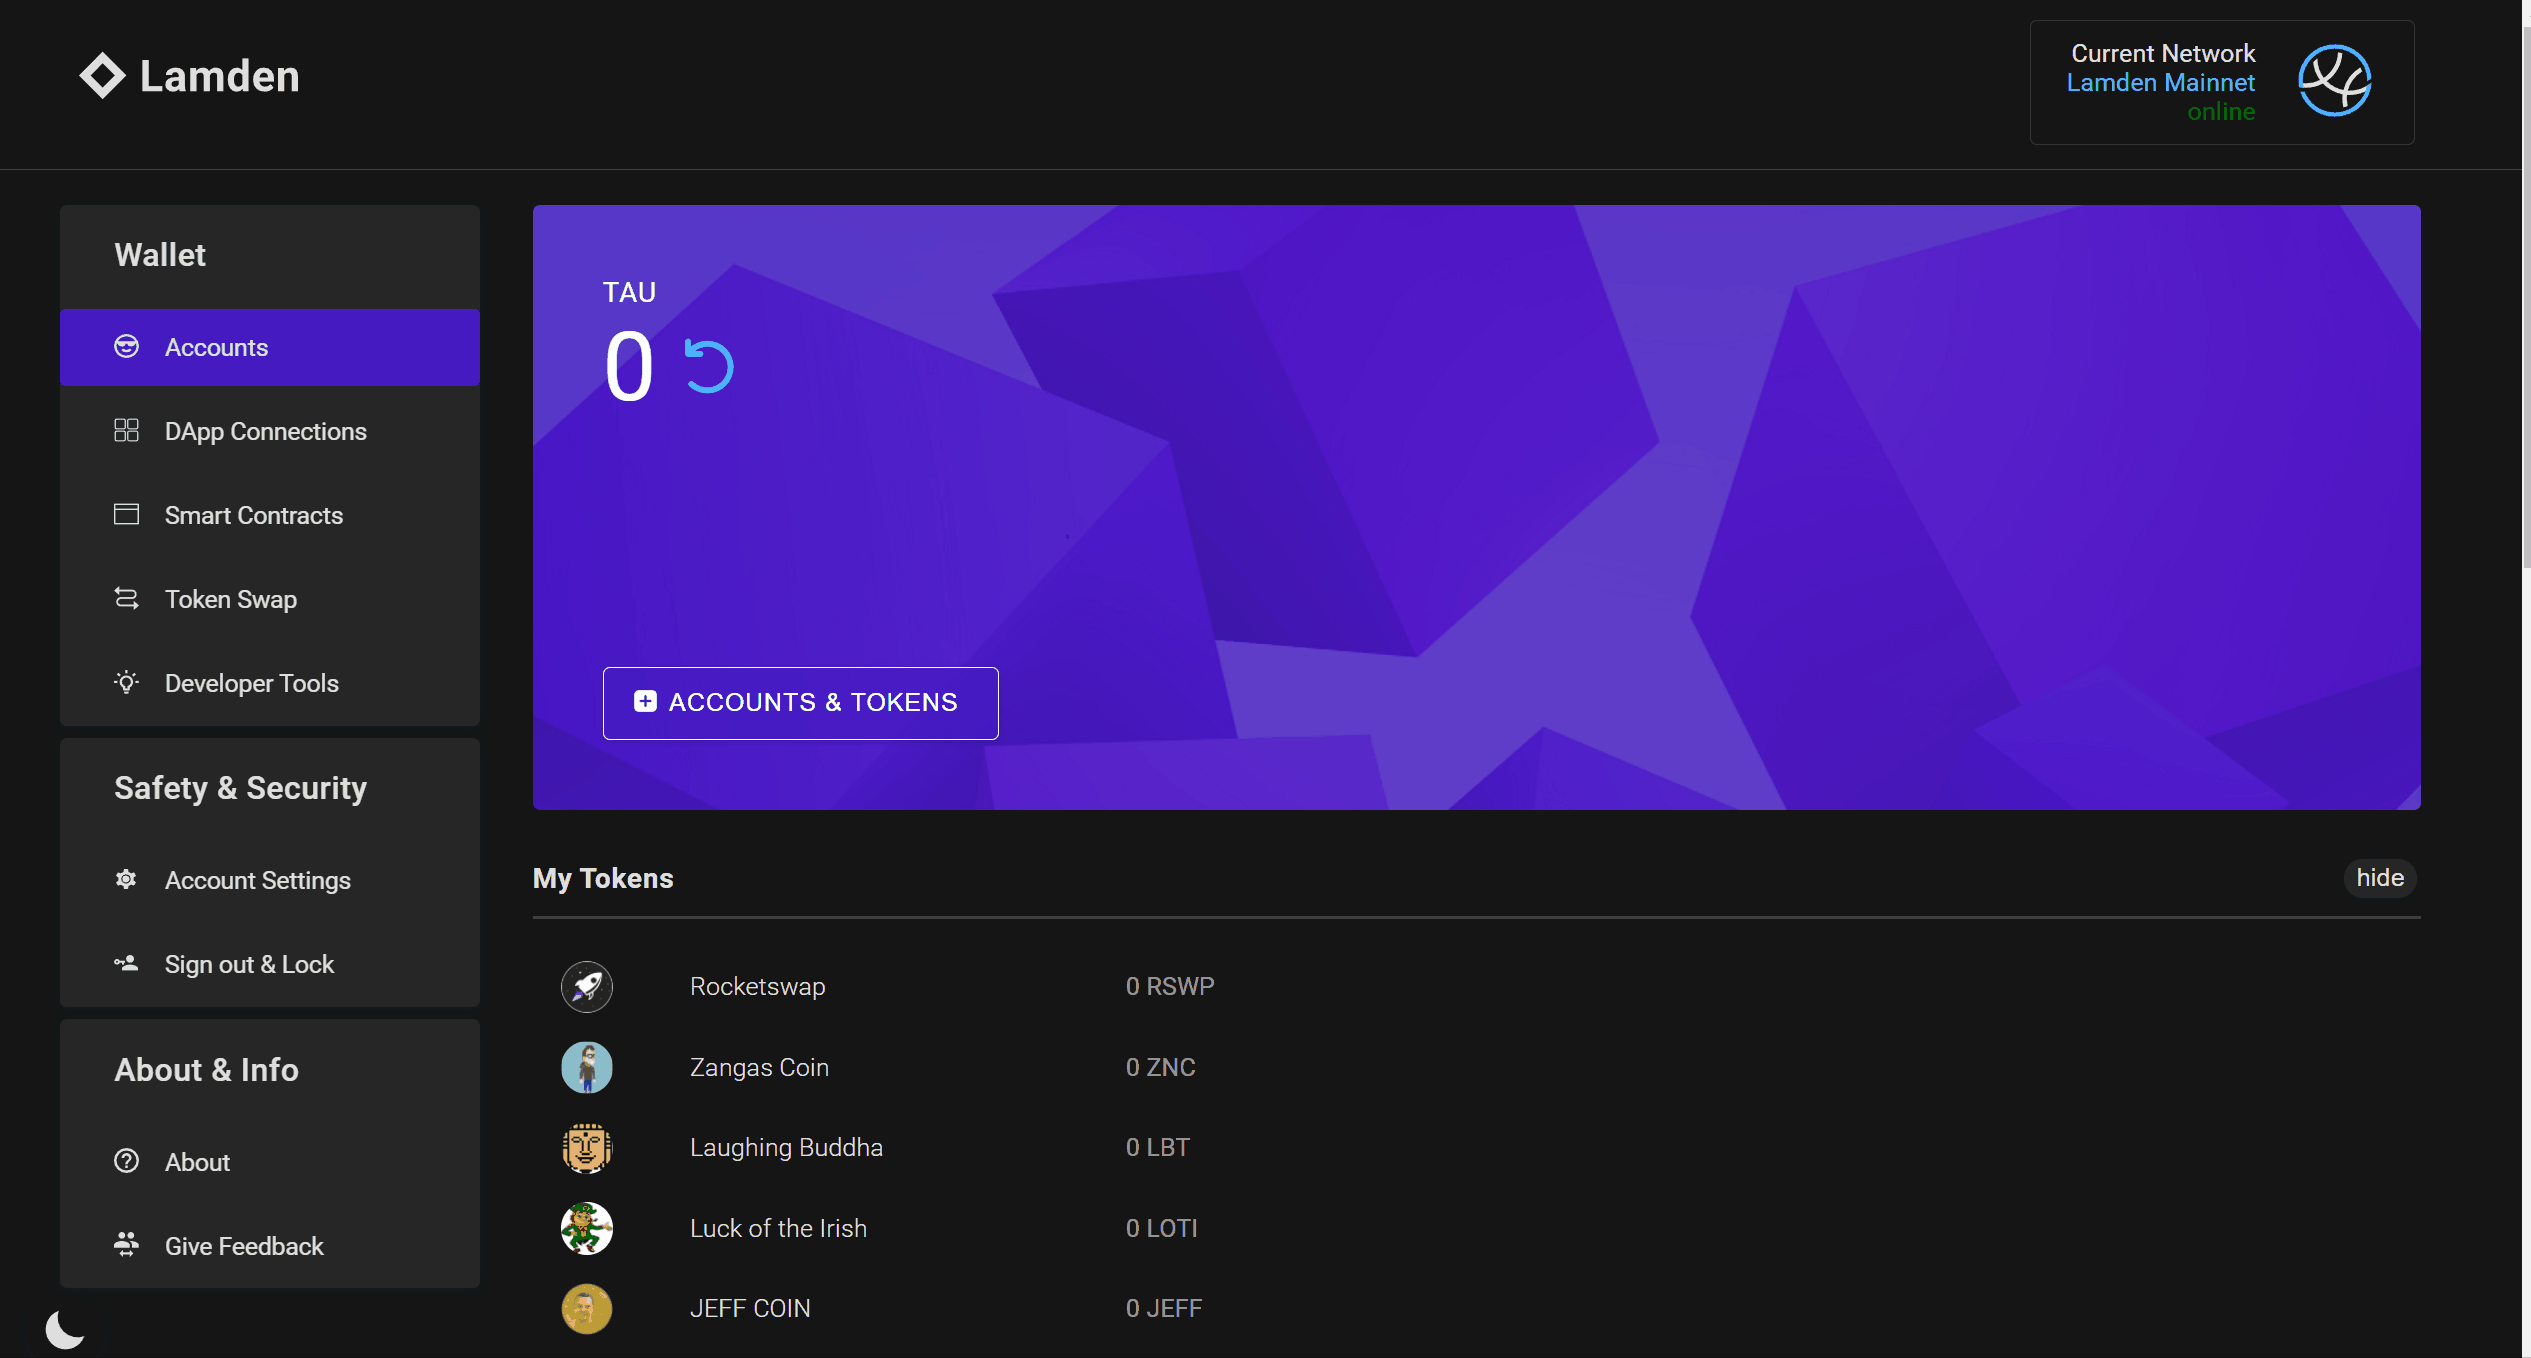 Lamden
Current Network
Lamden Mainnet
online
Wallet
Accounts
DApp Connections
Smart Contracts
Token Swap
Developer Tools
Safety & Security
Account Settings
Sign out & Lock
About & Info
About
Give Feedback
TAU
0
ACCOUNTS & TOKENS
My Tokens
hide
Rocketswap 0 RSWP
Zangas Coin 0 ZNC
Laughing Buddha 0 LBT
Luck of the Irish 0 LOTI
JEFF COIN 0 JEFF